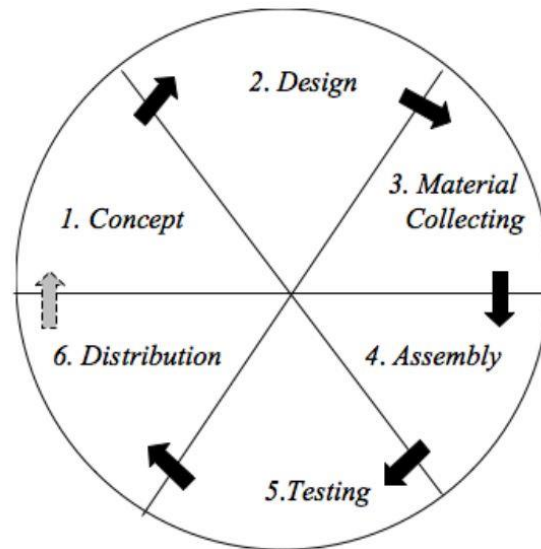 1. Concept
2. Design
3. Material
Collecting
4. Assembly
5.Testing
6. Distribution